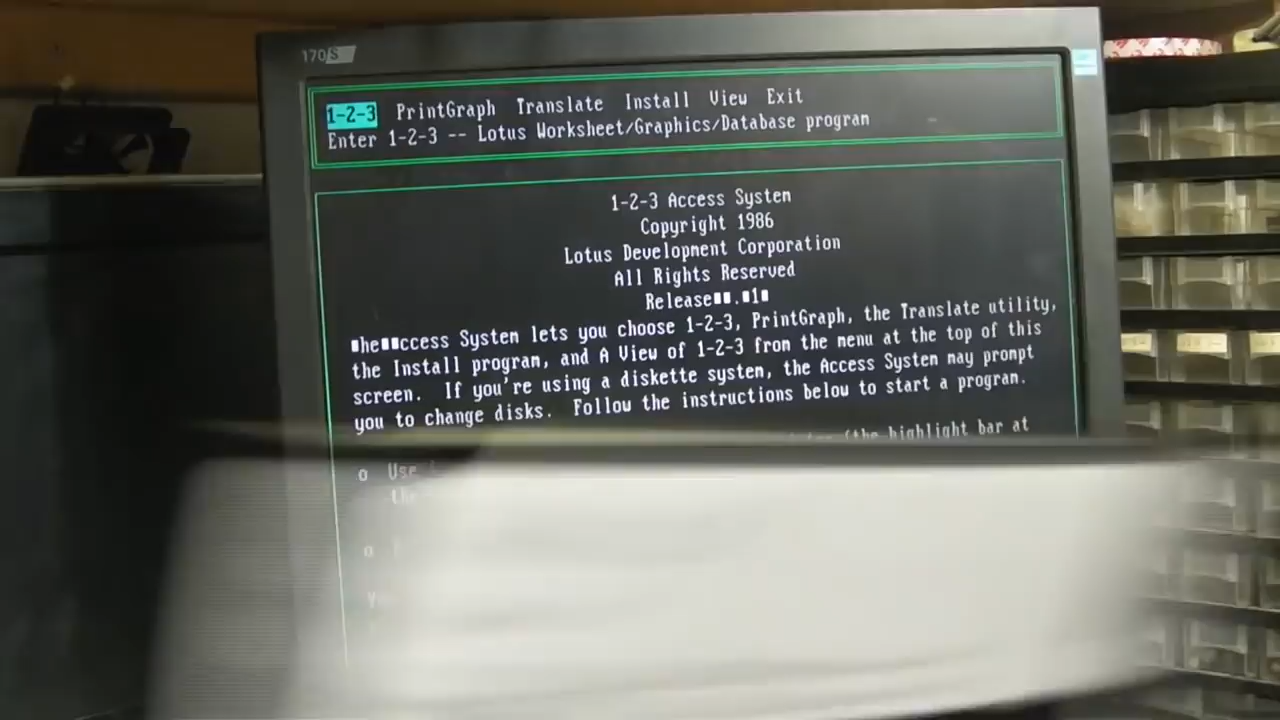 170S
1-2-3 PrintGraph Translate Install View Exit
Enter 1-2-3 -- Lotus Worksheet/Graphics/Database program
1-2-3 Access System
Copyright 1986
Lotus Development Corporation
All Rights Reserved
Release■■.■1■
■he■■ccess System lets you choose 1-2-3, PrintGraph, the Translate utility,
the Install program, and A View of 1-2-3 from the menu at the top of this
screen. If you're using a diskette system, the Access System may prompt
you to change disks. Follow the instructions below to start a program.
o Use (the highlight bar at